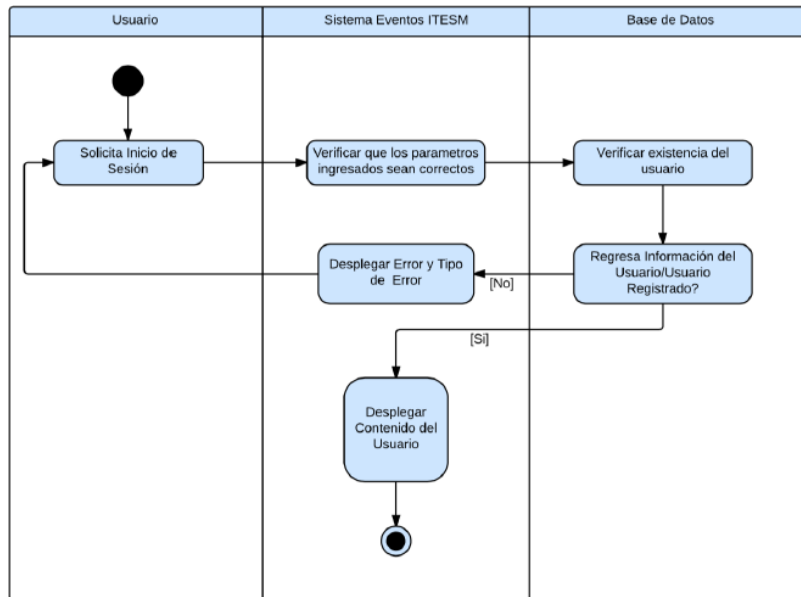 Usuario
Sistema Eventos ITESM
Base de Datos
Solicita Inicio de
Sesión
Verificar que los parametros
ingresados sean correctos
Verificar existencia del
usuario
Desplegar Error y Tipo
de Error
[No]
Regresa Información del
Usuario/Usuario
Registrado?
[Si]
Desplegar
Contenido del
Usuario